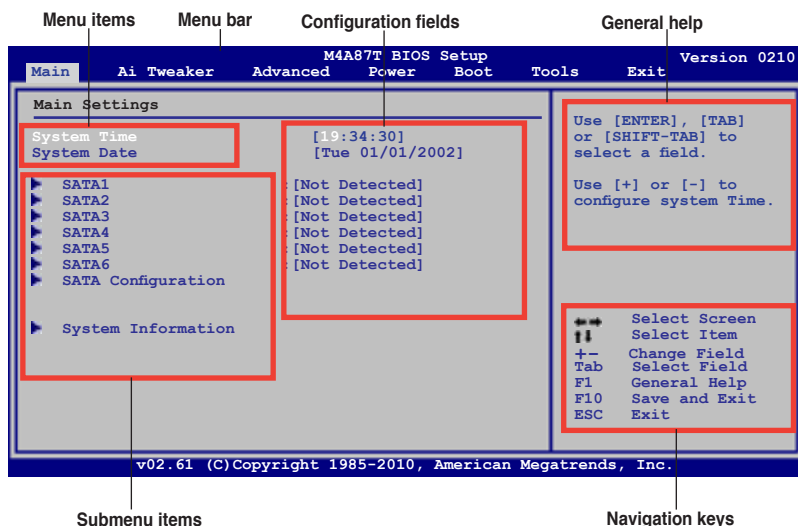 Menu items Menu bar Configuration fields General help
M4A87T BIOS Setup Version 0210
Main Ai Tweaker Advanced Power Boot Tools Exit
Main Settings
System Time [19:34:30]
System Date [Tue 01/01/2002]
SATA1 :[Not Detected]
SATA2 :[Not Detected]
SATA3 :[Not Detected]
SATA4 :[Not Detected]
SATA5 :[Not Detected]
SATA6 :[Not Detected]
SATA Configuration
System Information
Use [ENTER], [TAB]
or [SHIFT-TAB] to
select a field.
Use [+] or [-] to
configure system Time.
Select Screen
Select Item
+- Change Field
Tab Select Field
F1 General Help
F10 Save and Exit
ESC Exit
v02.61 (C)Copyright 1985-2010, American Megatrends, Inc.
Submenu items Navigation keys